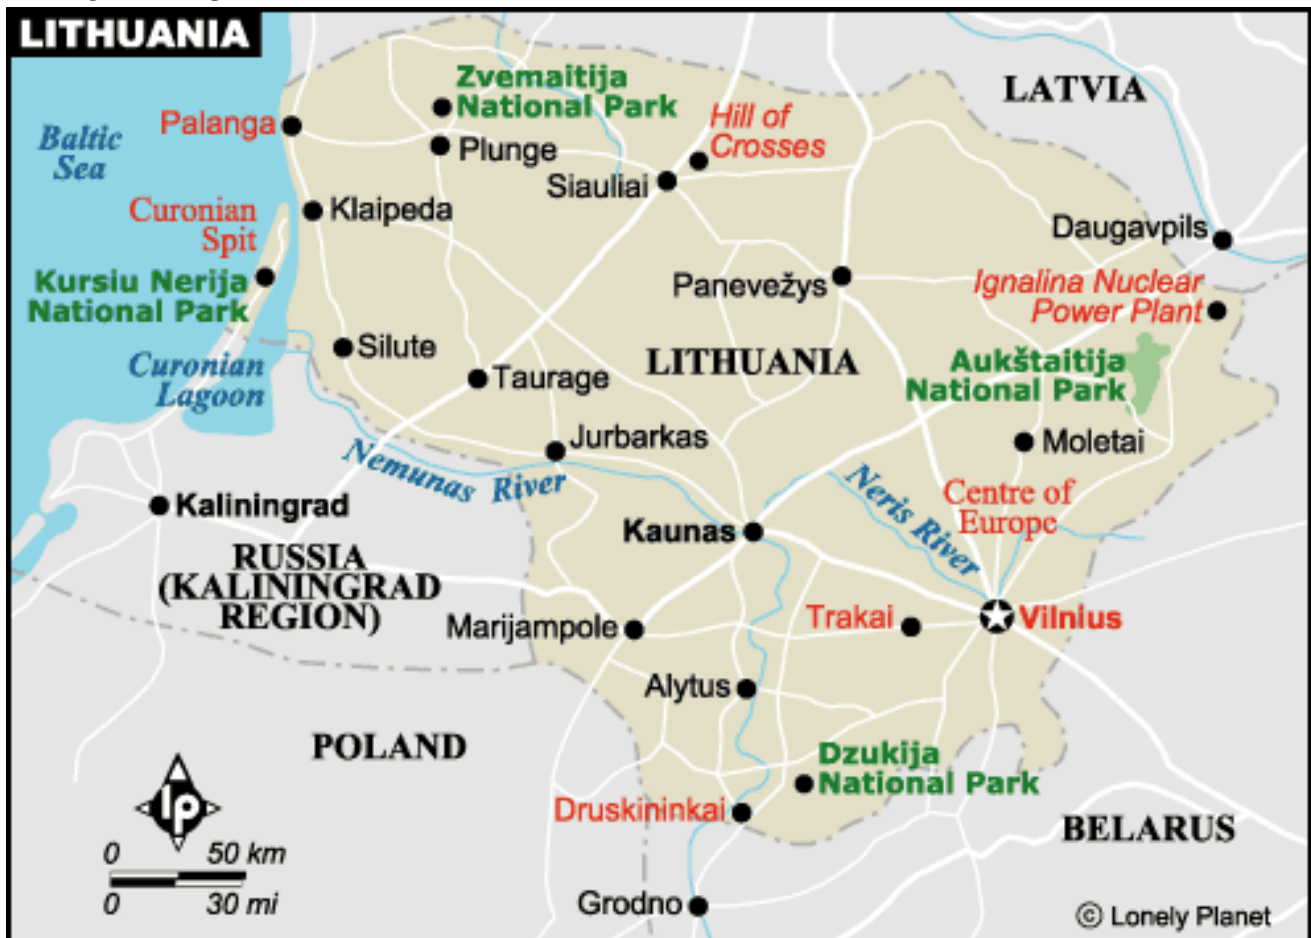 LITHUANIA
Zvemaitija
National Park
LATVIA
Palanga
Hill of
Crosses
Baltic
Sea
Plunge
Siauliai
Curonian
Spit
Klaipeda
Daugavpils
Kursiu Nerija
National Park
Panevežys
Ignalina Nuclear
Power Plant
Silute
LITHUANIA
Aukštaitija
National Park
Curonian
Lagoon
Taurage
Jurbarkas
Moletai
Nemunas River
Neris River
Centre of
Europe
Kaliningrad
Kaunas
RUSSIA
(KALININGRAD
REGION)
Marijampole
Trakai
Vilnius
Alytus
POLAND
Dzukija
National Park
Druskininkai
BELARUS
lp
0 50 km
0 30 mi
Grodno
© Lonely Planet